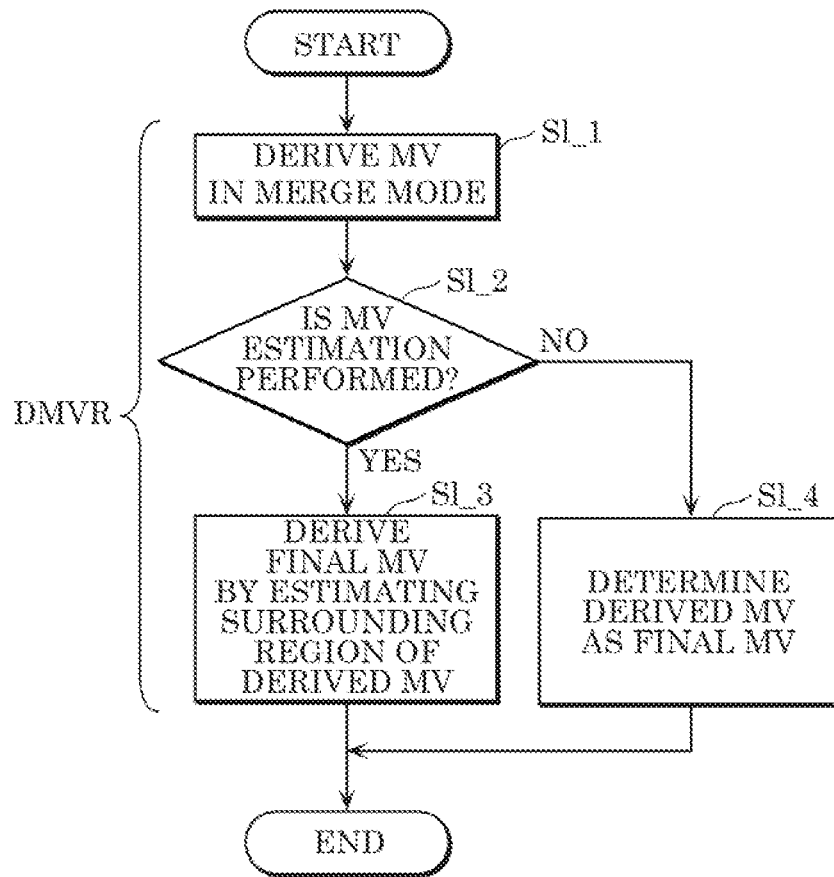 START
Sl_1
DERIVE MV
IN MERGE MODE
Sl_2
IS MV
ESTIMATION
PERFORMED?
NO
DMVR
YES
Sl_3
DERIVE
FINAL MV
BY ESTIMATING
SURROUNDING
REGION OF
DERIVED MV
Sl_4
DETERMINE
DERIVED MV
AS FINAL MV
END